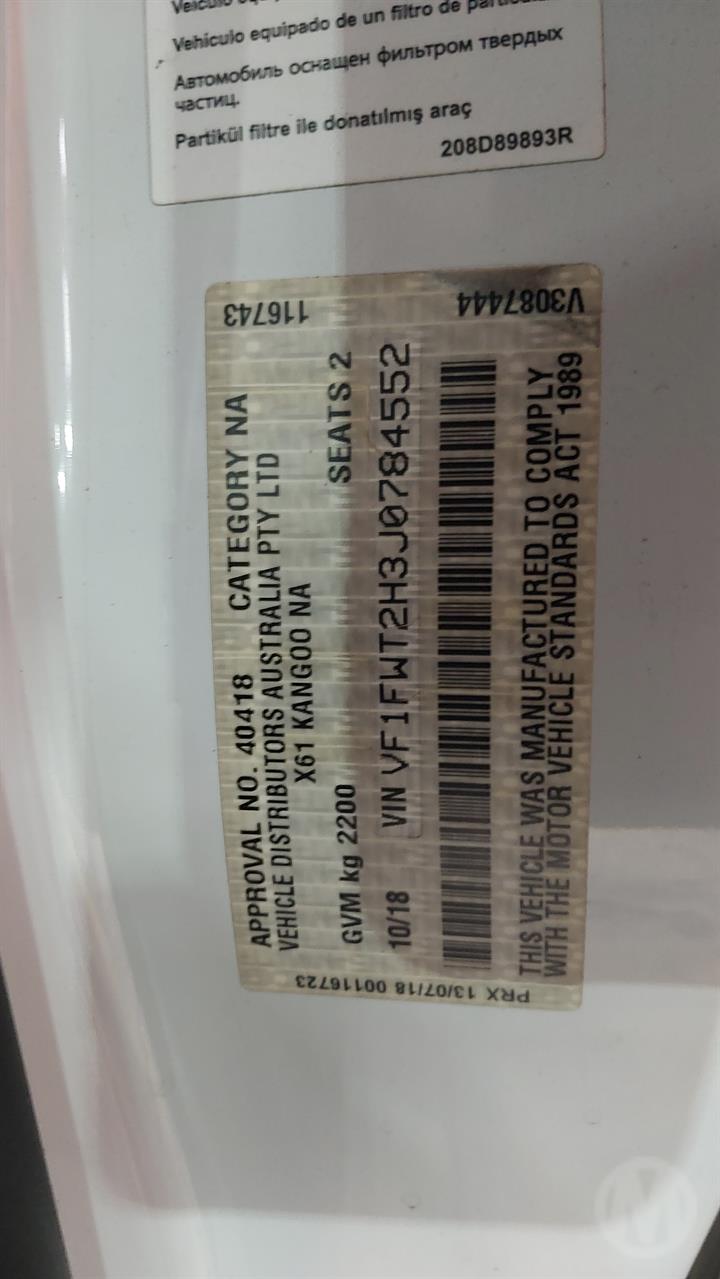 Vehículo equipado de un filtro de
Автомобиль оснащен фильтром твердых
частиц.
Partikül filtre ile donatılmış araç
208D89893R
116743
V3087444
APPROVAL NO. 40418 CATEGORY NA
VEHICLE DISTRIBUTORS AUSTRALIA PTY LTD
X61 KANGOO NA
GVM kg 2200 SEATS 2
10/18 VIN VF1FWT2H3J0784552
THIS VEHICLE WAS MANUFACTURED TO COMPLY
WITH THE MOTOR VEHICLE STANDARDS ACT 1989
PRX 13/07/18 00116723
M